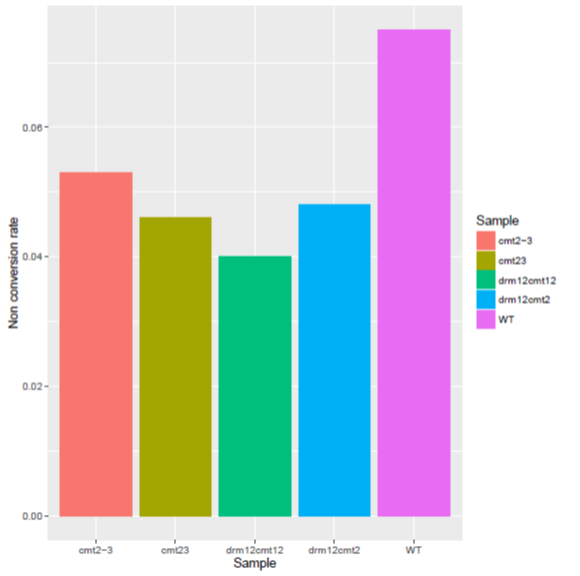 Non conversion rate
0.06
0.04
0.02
0.00
cmt2-3 cmt23 drm12cmt12 drm12cmt2 WT
Sample
Sample
cmt2-3
cmt23
drm12cmt12
drm12cmt2
WT